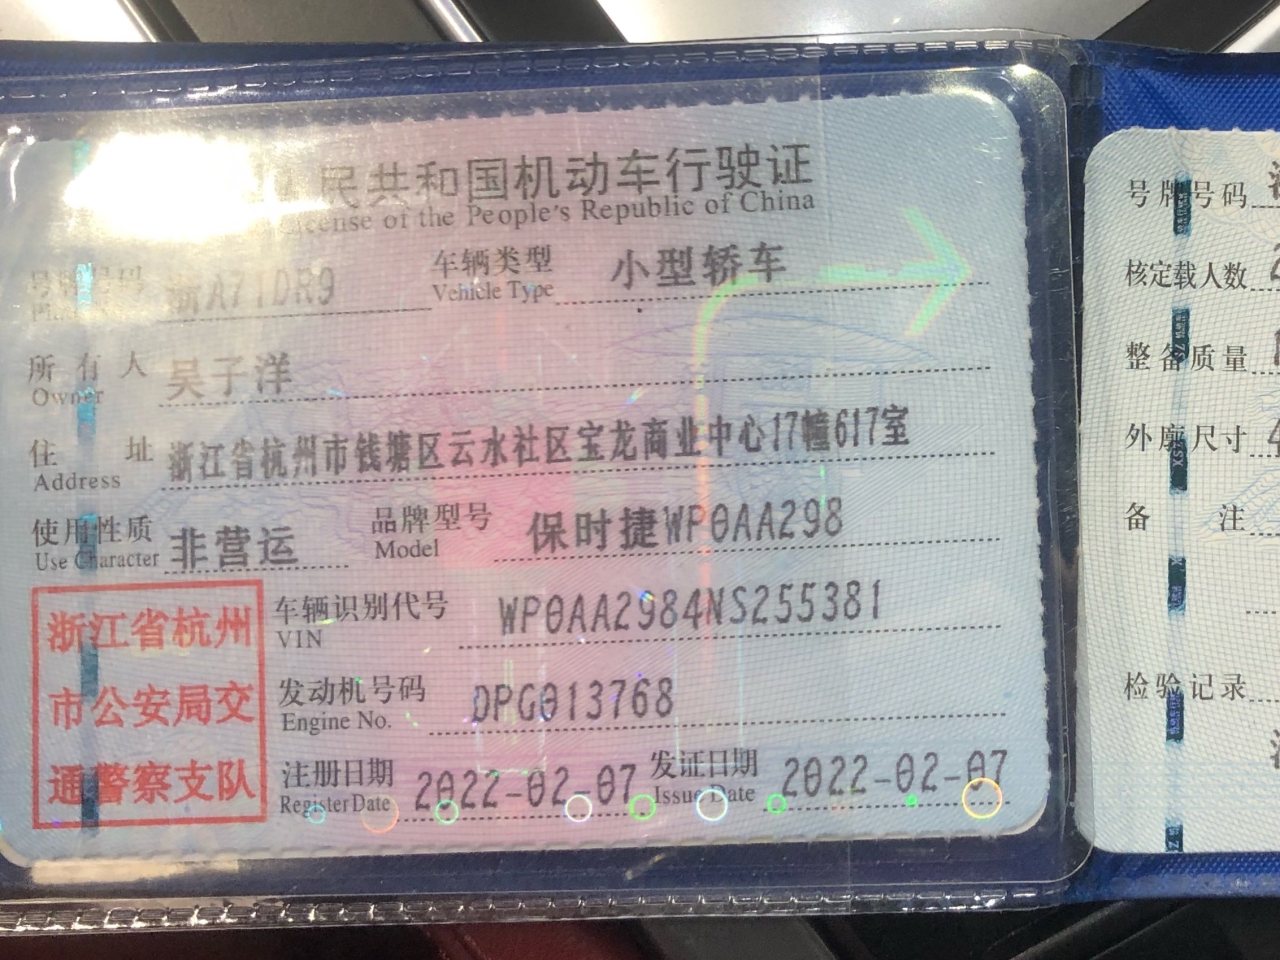 民共和国机动车行驶证
License of the People's Republic of China
号牌号码 浙A71DR9 车辆类型 小型轿车
Vehicle Type
所有人 吴子洋
Owner
住址 浙江省杭州市钱塘区云水社区宝龙商业中心17幢617室
Address
使用性质 非营运 品牌型号 保时捷WP0AA298
Use Character Model
浙江省杭州
市公安局交
通警察支队
车辆识别代号 WP0AA2984NS255381
VIN
发动机号码 DPG013768
Engine No.
注册日期 2022-02-07 发证日期 2022-02-07
Register Date Issue Date
号牌号码
核定载人数
整备质量
外廓尺寸
备注
检验记录